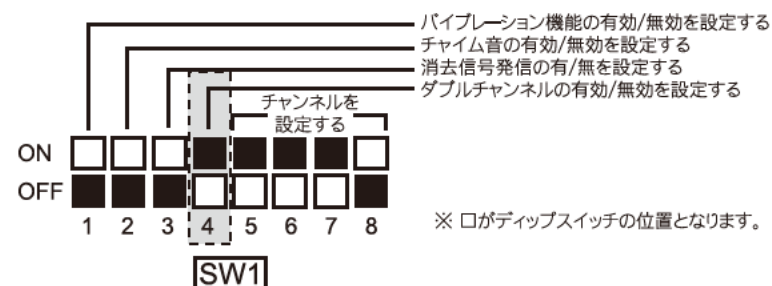 バイブレーション機能の有効/無効を設定する
チャイム音の有効/無効を設定する
消去信号発信の有/無を設定する
ダブルチャンネルの有効/無効を設定する
チャンネルを
設定する
ON
OFF
1 2 3 4 5 6 7 8
※ 口がディップスイッチの位置となります。
SW1